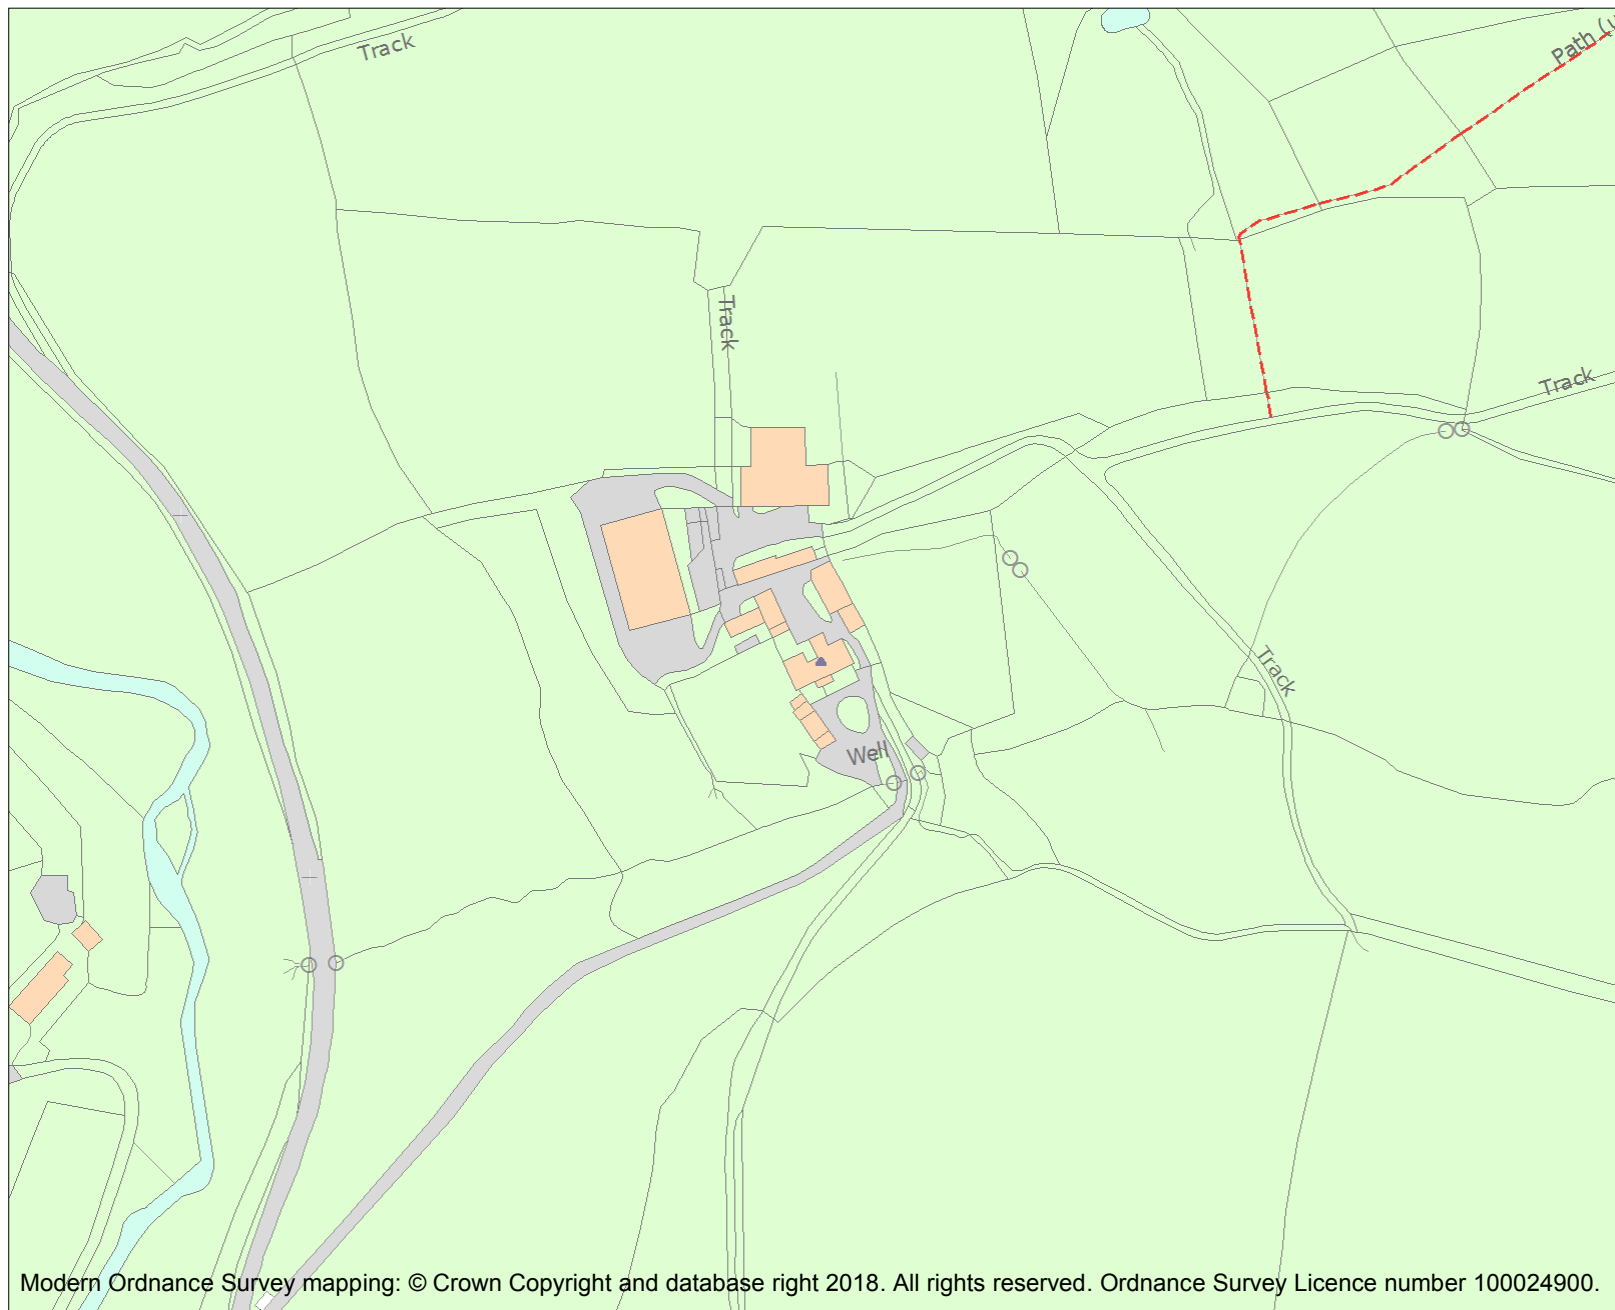 Track
Path (u
Track
Track
Track
Well
Modern Ordnance Survey mapping: © Crown Copyright and database right 2018. All rights reserved. Ordnance Survey Licence number 100024900.